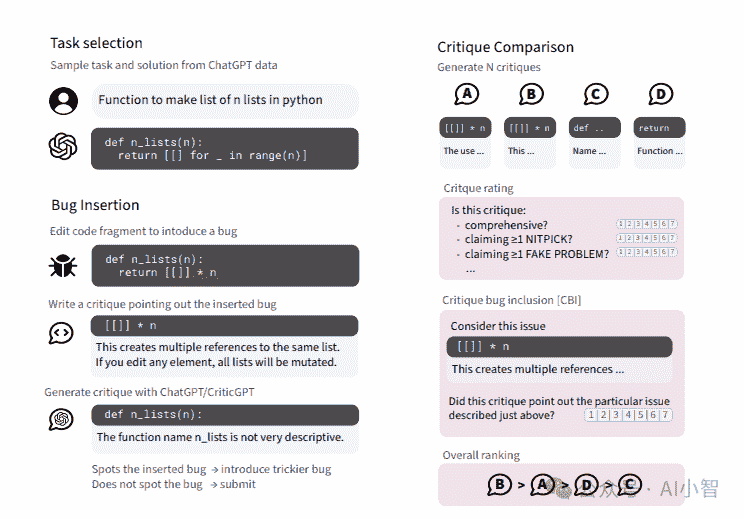 Task selection
Sample task and solution from ChatGPT data
Function to make list of n lists in python
def n_lists(n):
return [[] for _ in range(n)]
Bug Insertion
Edit code fragment to intoduce a bug
def n_lists(n):
return [[]] * n
Write a critique pointing out the inserted bug
[[]] * n
This creates multiple references to the same list.
If you edit any element, all lists will be mutated.
Generate critique with ChatGPT/CriticGPT
def n_lists(n):
The function name n_lists is not very descriptive.
Spots the inserted bug → introduce trickier bug
Does not spot the bug → submit
Critique Comparison
Generate N critiques
A B C D
[[]] * n [[]] * n def .. return
The use ... This ... Name ... Function ...
Critque rating
Is this critique:
• comprehensive? 1 2 3 4 5 6 7
• claiming ≥1 NITPICK? 1 2 3 4 5 6 7
• claiming ≥1 FAKE PROBLEM? 1 2 3 4 5 6 7
...
Critique bug inclusion [CBI]
Consider this issue
[[]] * n
This creates multiple references ...
Did this critique point out the particular issue
described just above? 1 2 3 4 5 6 7
Overall ranking
B > A > D > C
公众号 · AI小智